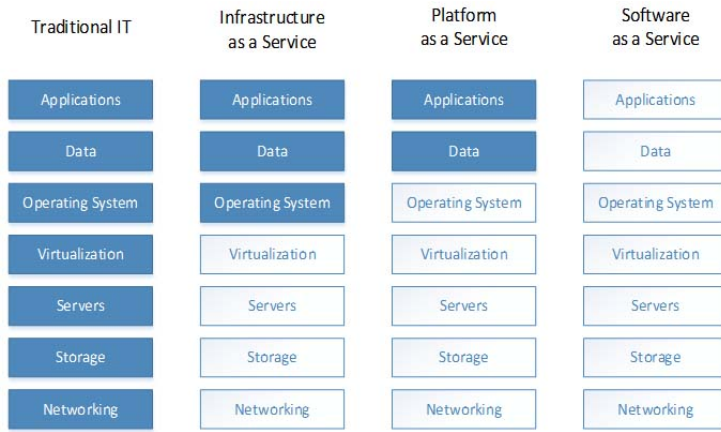 Traditional IT
Infrastructure
as a Service
Platform
as a Service
Software
as a Service
Applications
Applications
Applications
Applications
Data
Data
Data
Data
Operating System
Operating System
Operating System
Operating System
Virtualization
Virtualization
Virtualization
Virtualization
Servers
Servers
Servers
Servers
Storage
Storage
Storage
Storage
Networking
Networking
Networking
Networking